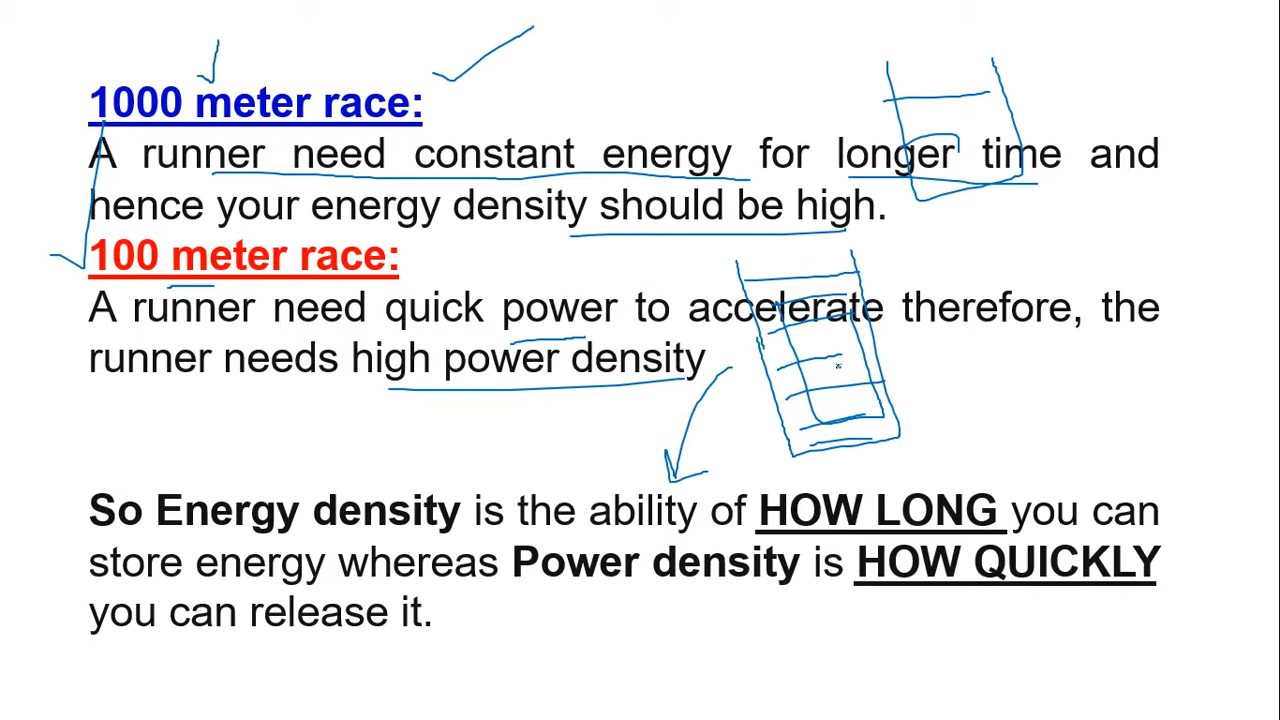 1000 meter race:
A runner need constant energy for longer time and
hence your energy density should be high.
100 meter race:
A runner need quick power to accelerate therefore, the
runner needs high power density
So Energy density is the ability of HOW LONG you can
store energy whereas Power density is HOW QUICKLY
you can release it.